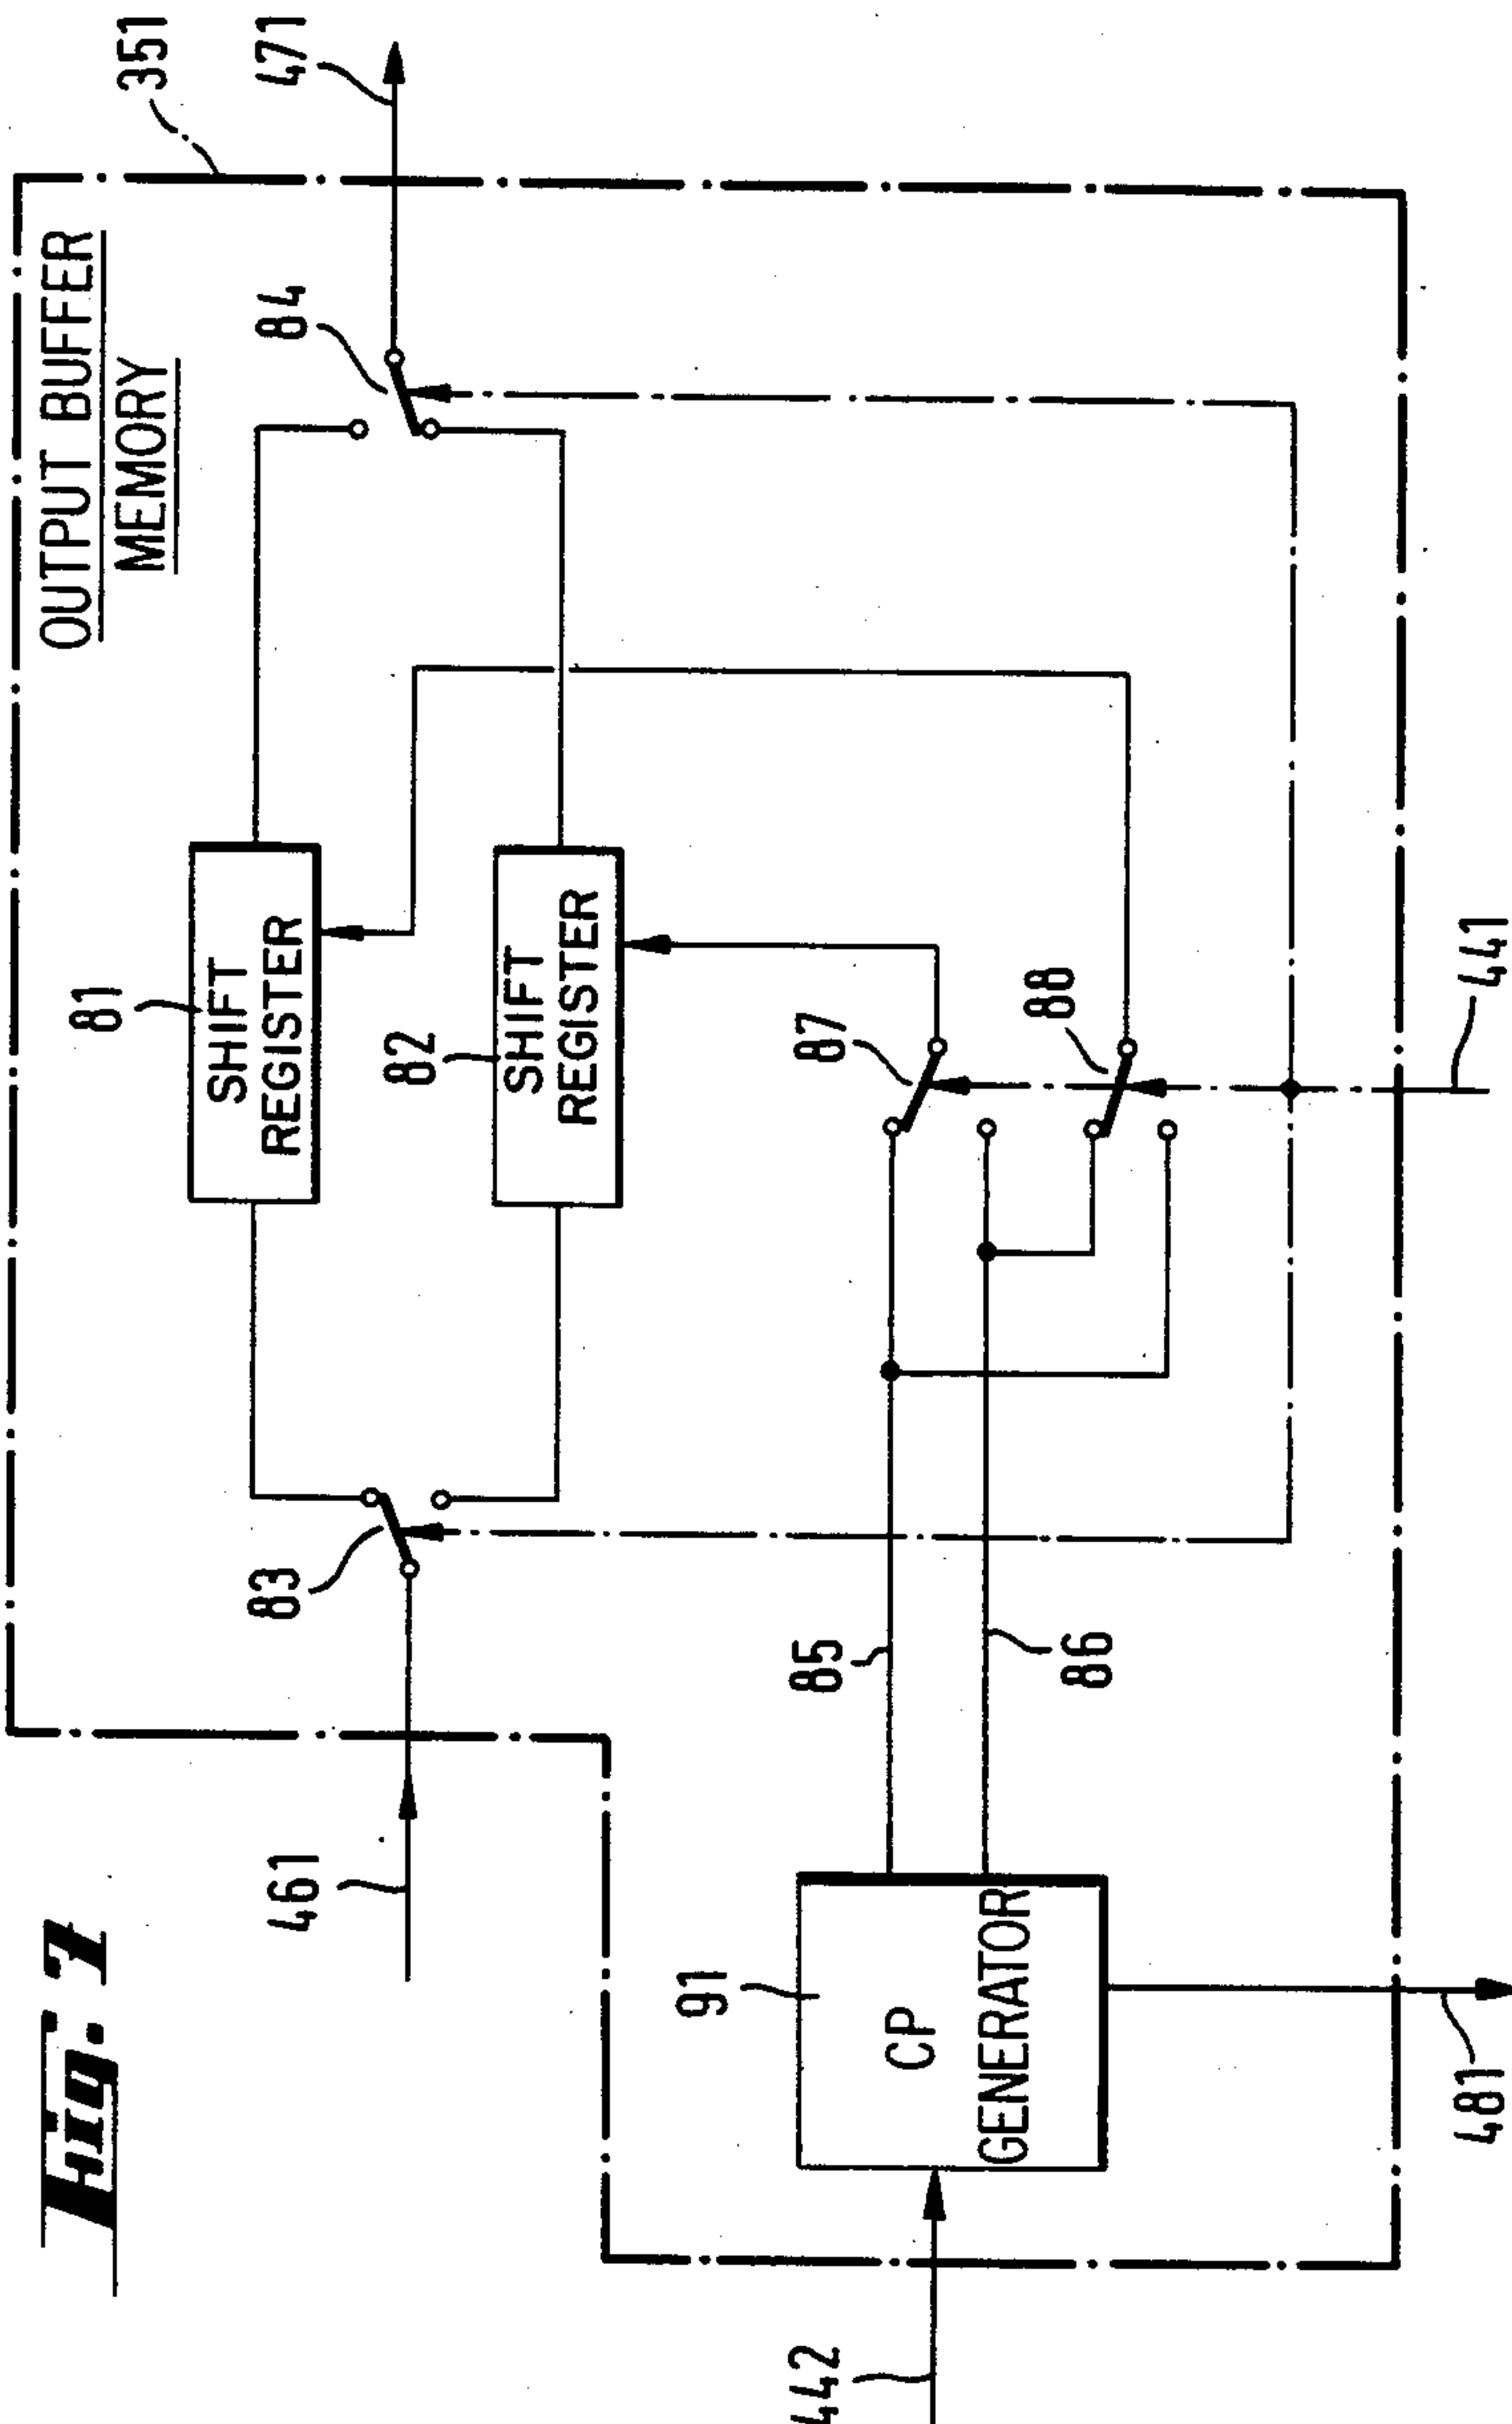 Fig. 7
OUTPUT BUFFER
MEMORY
351
461
83
81
SHIFT
REGISTER
84
471
82
SHIFT
REGISTER
442
91
CP
GENERATOR
85
86
87
88
481
441